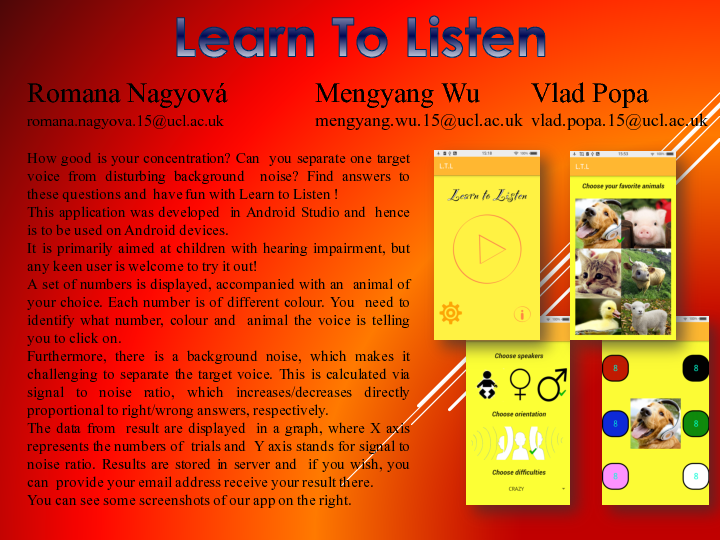 Learn To Listen
Romana Nagyová
romana.nagyova.15@ucl.ac.uk
Mengyang Wu
mengyang.wu.15@ucl.ac.uk
Vlad Popa
vlad.popa.15@ucl.ac.uk
How good is your concentration? Can you separate one target
voice from disturbing background noise? Find answers to
these questions and have fun with Learn to Listen !
This application was developed in Android Studio and hence
is to be used on Android devices.
It is primarily aimed at children with hearing impairment, but
any keen user is welcome to try it out!
A set of numbers is displayed, accompanied with an animal of
your choice. Each number is of different colour. You need to
identify what number, colour and animal the voice is telling
you to click on.
Furthermore, there is a background noise, which makes it
challenging to separate the target voice. This is calculated via
signal to noise ratio, which increases/decreases directly
proportional to right/wrong answers, respectively.
The data from result are displayed in a graph, where X axis
represents the numbers of trials and Y axis stands for signal to
noise ratio. Results are stored in server and if you wish, you
can provide your email address receive your result there.
You can see some screenshots of our app on the right.
15:18
L.T.L
Learn to Listen
i
15:53
L.T.L
Choose your favorite animals
Choose speakers
Choose orientation
Choose difficulties
CRAZY
8 8
8 8
8 8